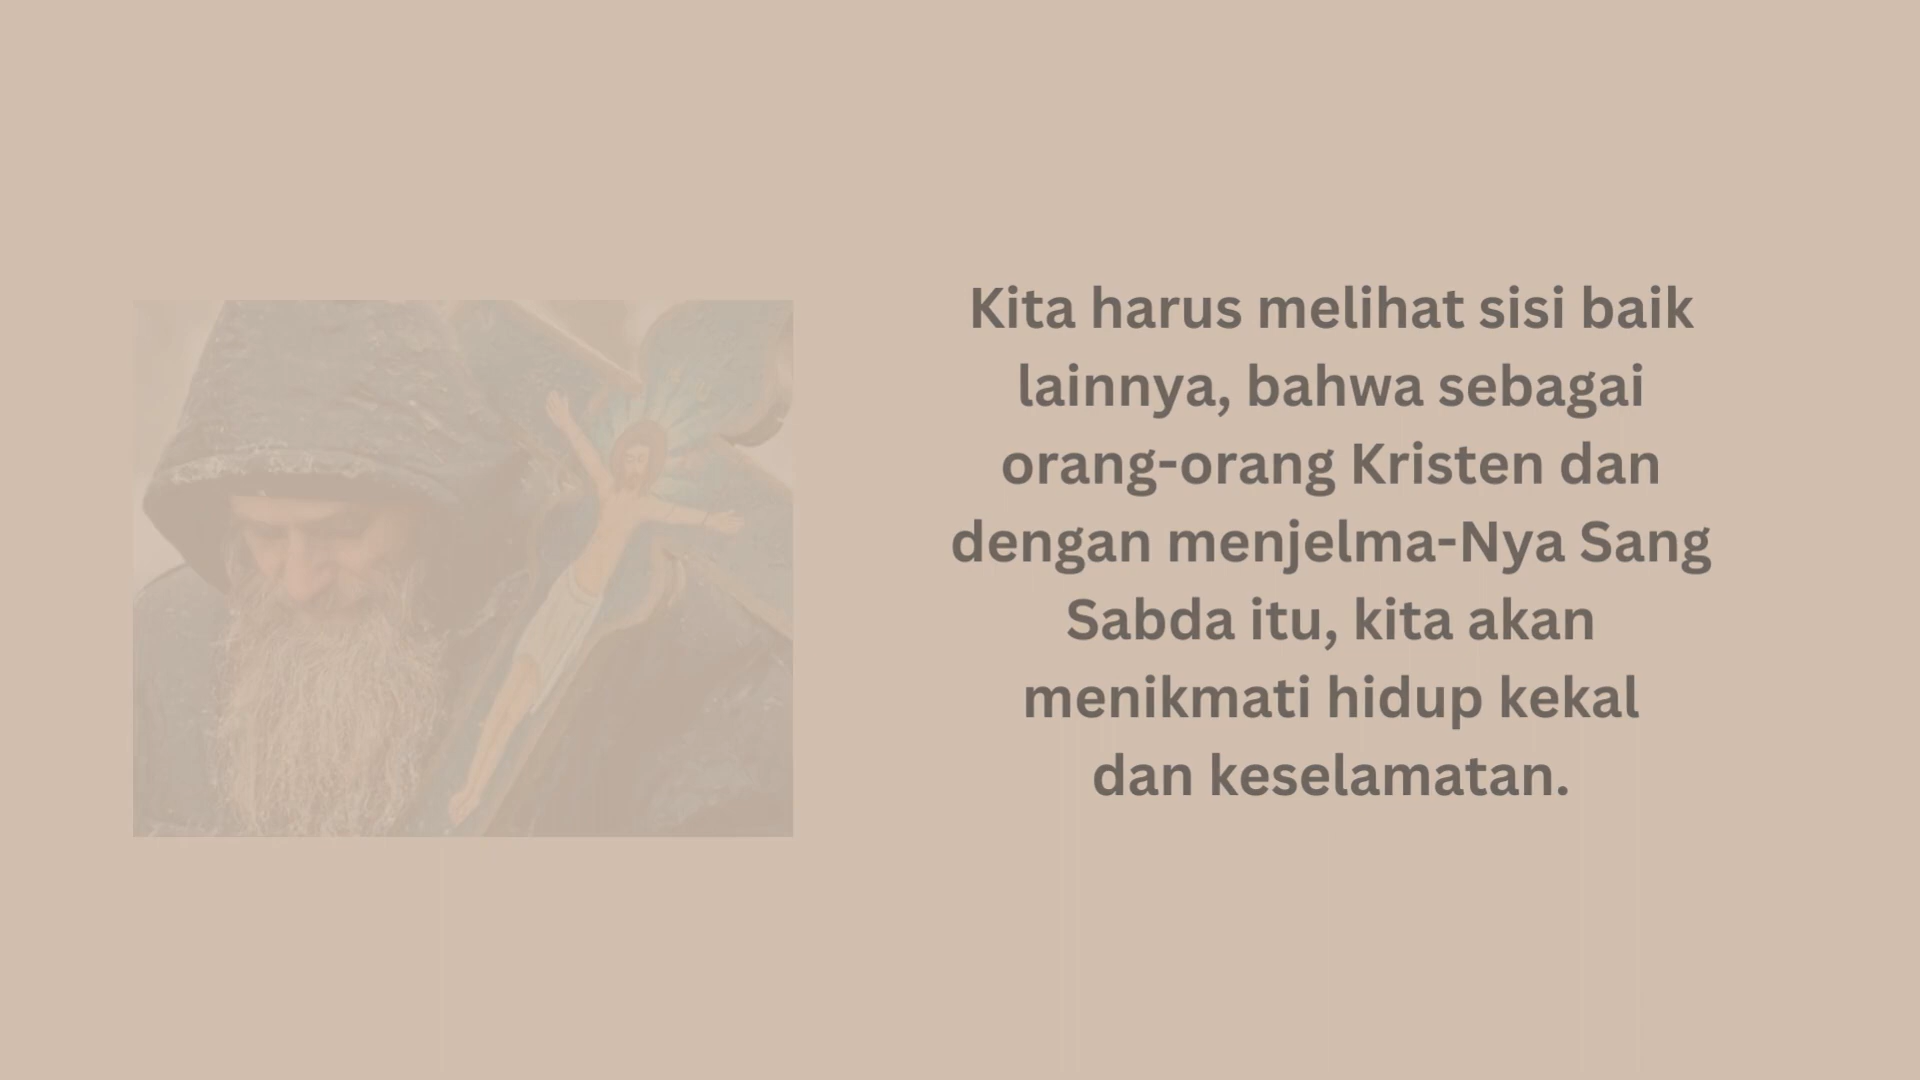 Kita harus melihat sisi baik
lainnya, bahwa sebagai
orang-orang Kristen dan
dengan menjelma-Nya Sang
Sabda itu, kita akan
menikmati hidup kekal
dan keselamatan.